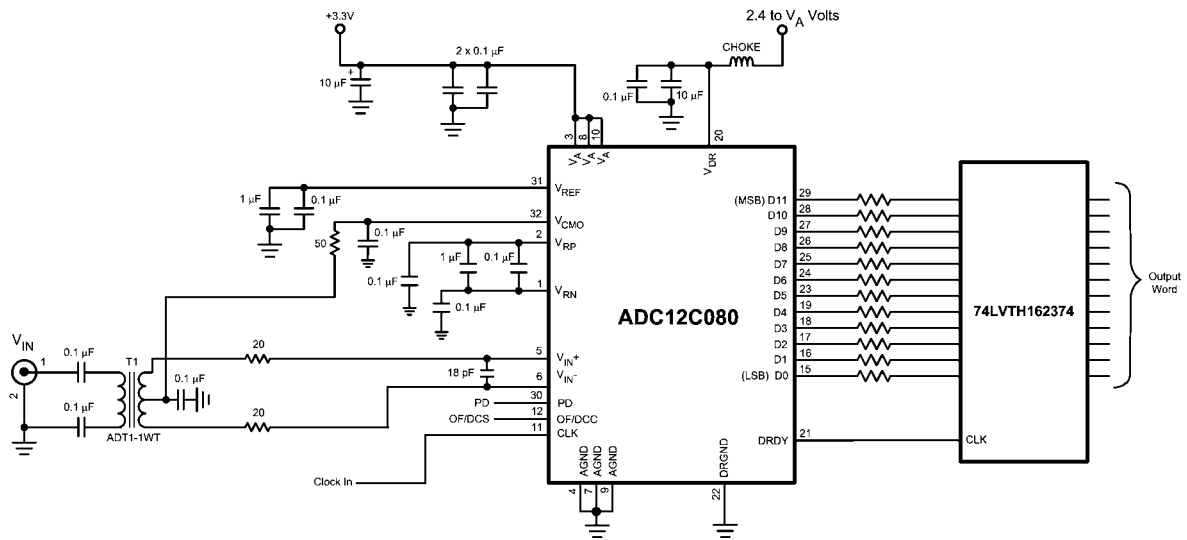 +3.3V
2.4 to VA Volts
CHOKE
2 x 0.1 µF
+
10 µF
0.1 µF
10 µF
3
8
10
20
VA
VA
VA
VDR
31
VREF
1 µF
0.1 µF
32
VCMO
50
0.1 µF
2
VRP
1 µF
0.1 µF
0.1 µF
1
VRN
0.1 µF
ADC12C080
(MSB) D11
29
D10
28
D9
27
D8
26
D7
25
D6
24
D5
23
D4
19
D3
18
D2
17
D1
16
(LSB) D0
15
74LVTH162374
Output
Word
VIN
1
2
0.1 µF
0.1 µF
T1
0.1 µF
ADT1-1WT
20
20
5
VIN+
18 pF
VIN-
6
PD
30
PD
OF/DCS
12
OF/DCC
11
CLK
Clock In
DRDY
21
CLK
AGND
AGND
AGND
4
7
9
DRGND
22